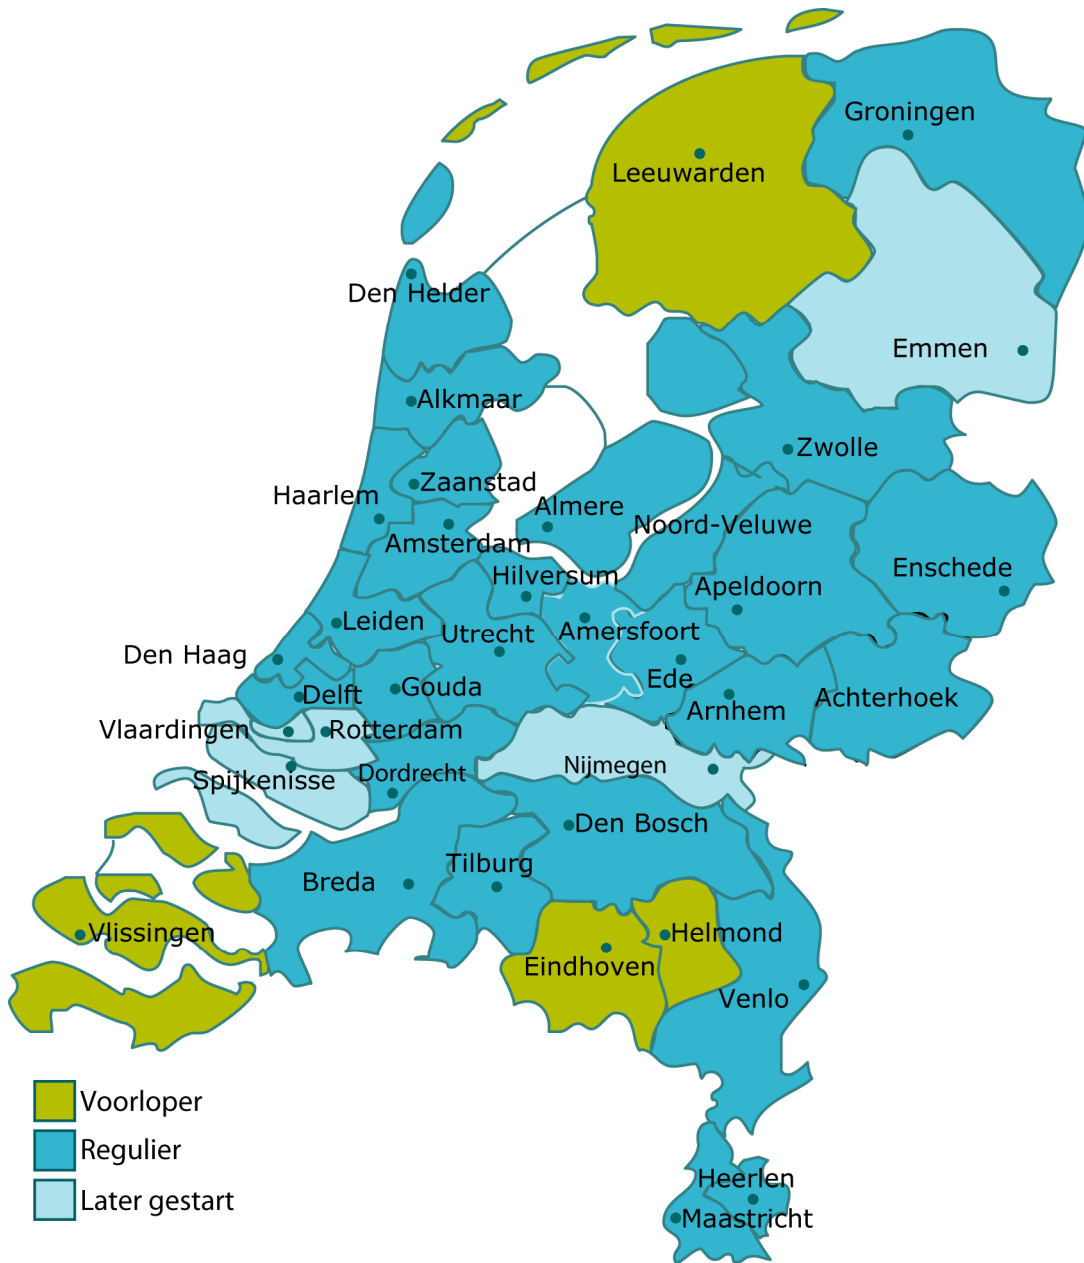 Groningen
Leeuwarden
Den Helder
Emmen
Alkmaar
Zwolle
Zaanstad
Haarlem
Almere
Noord-Veluwe
Amsterdam
Enschede
Hilversum
Apeldoorn
Leiden
Utrecht
Amersfoort
Den Haag
Ede
Gouda
Delft
Achterhoek
Arnhem
Vlaardingen
Rotterdam
Nijmegen
Dordrecht
Spijkenisse
Den Bosch
Tilburg
Breda
Vlissingen
Helmond
Eindhoven
Venlo
Voorloper
Regulier
Heerlen
Later gestart
Maastricht